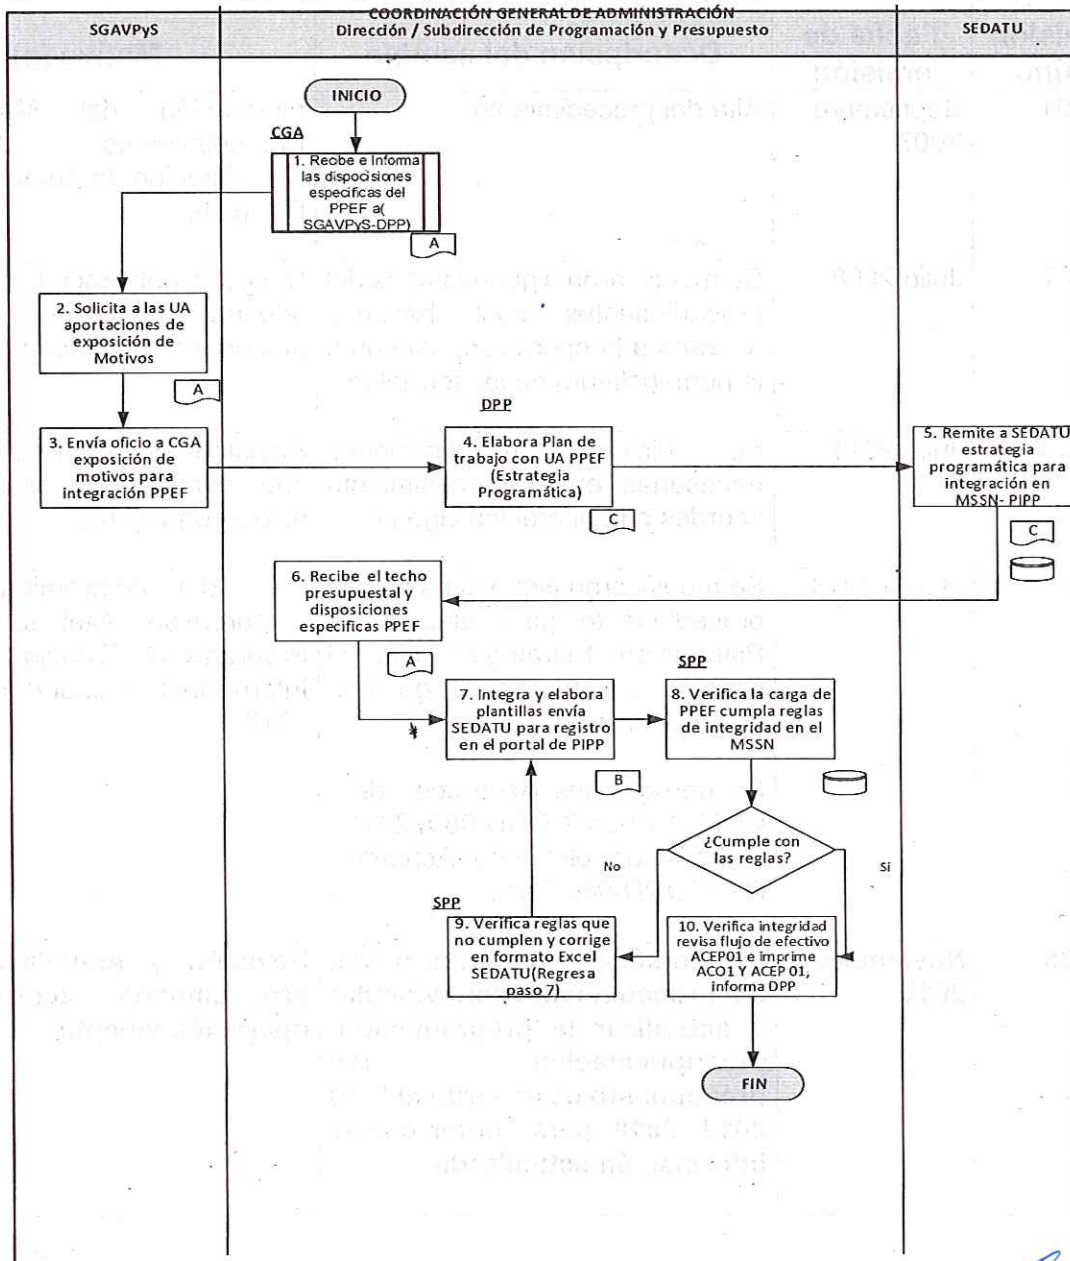 COORDINACIÓN GENERAL DE ADMINISTRACIÓN
SGAVPyS
Dirección / Subdirección de Programación y Presupuesto
SEDATU
INICIO
CGA
1. Recibe e Informa
las dispocisiones
especificas del
PPEF a(
SGAVPyS-DPP)
A
2. Solicita a las UA
aportaciones de
exposición de
Motivos
A
3. Envía oficio a CGA
exposición de
motivos para
integración PPEF
DPP
4. Elabora Plan de
trabajo con UA PPEF
(Estrategia
Programática)
C
5. Remite a SEDATU
estrategia
programática para
integración en
MSSN- PIPP
C
6. Recibe el techo
presupuestal y
disposiciones
especificas PPEF
A
7. Integra y elabora
plantillas envía
SEDATU para registro
en el portal de PIPP
B
SPP
8. Verifica la carga de
PPEF cumpla reglas
de integridad en el
MSSN
¿Cumple con
las reglas?
No
Si
SPP
9. Verifica reglas que
no cumplen y corrige
en formato Excel
SEDATU(Regresa
paso 7)
10. Verifica integridad
revisa flujo de efectivo
ACEP01 e imprime
ACO1 Y ACEP 01,
informa DPP
FIN